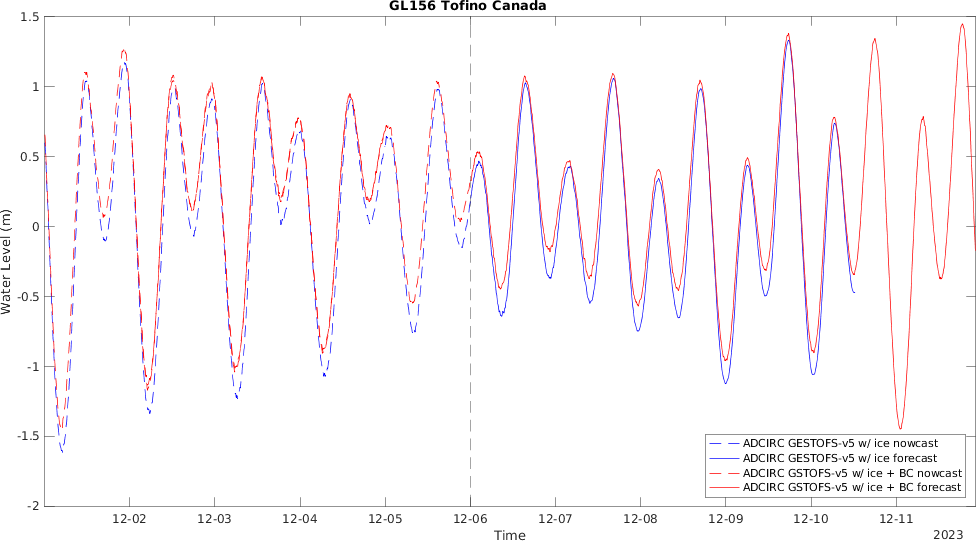 GL156 Tofino Canada
1.5
1
0.5
0
-0.5
-1
-1.5
-2
Water Level (m)
12-02
12-03
12-04
12-05
12-06
12-07
12-08
12-09
12-10
12-11
Time
2023
ADCIRC GESTOFS-v5 w/ ice nowcast
ADCIRC GESTOFS-v5 w/ ice forecast
ADCIRC GSTOFS-v5 w/ ice + BC nowcast
ADCIRC GSTOFS-v5 w/ ice + BC forecast